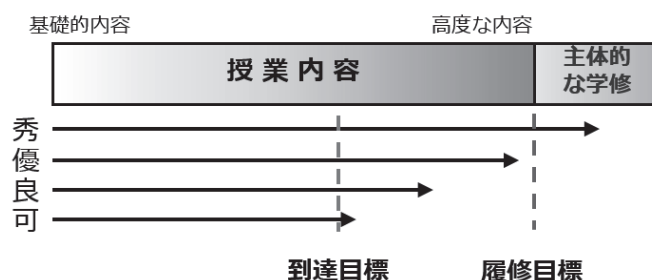 基礎的内容 高度な内容
授業内容
主体的
な学修
秀
優
良
可
到達目標 履修目標